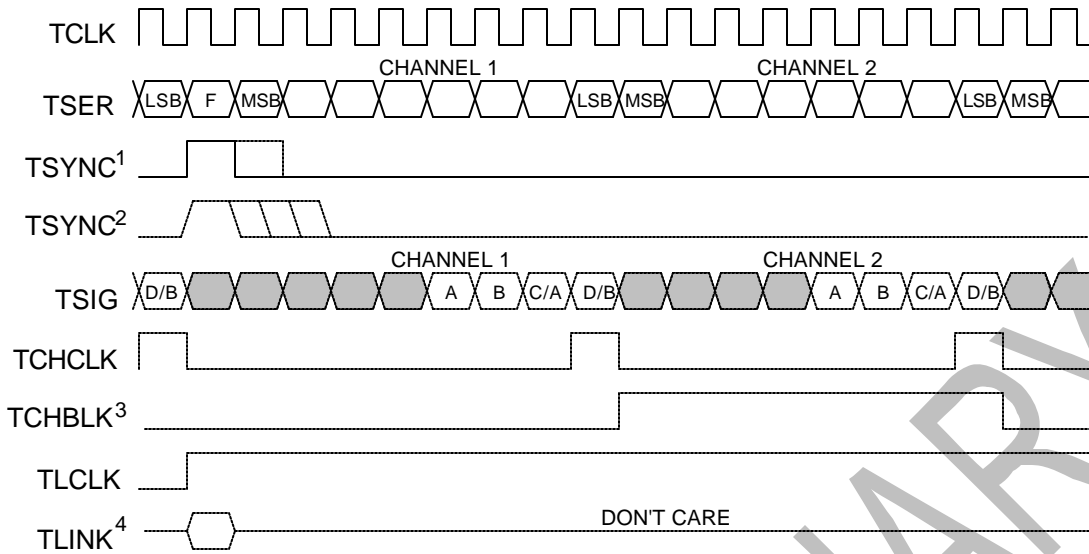 TCLK
CHANNEL 1 CHANNEL 2
TSER LSB F MSB LSB MSB LSB MSB
TSYNC1
TSYNC2
CHANNEL 1 CHANNEL 2
TSIG D/B A B C/A D/B A B C/A D/B
TCHCLK
TCHBLK3
TLCLK
TLINK4 DON'T CARE